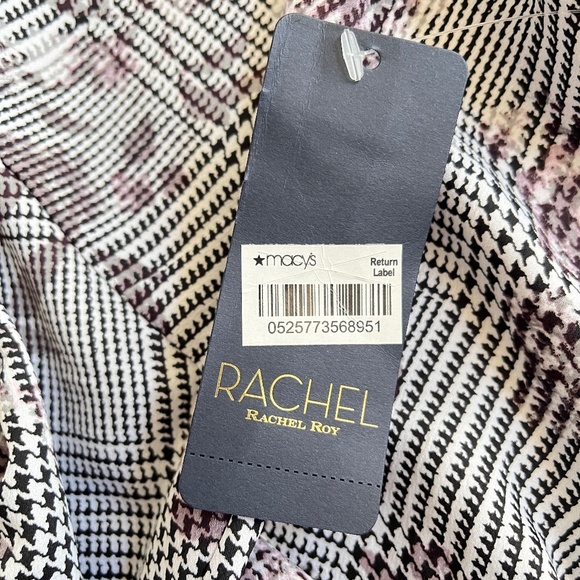 ★macy's
Return
Label
0525773568951
RACHEL
RACHEL ROY